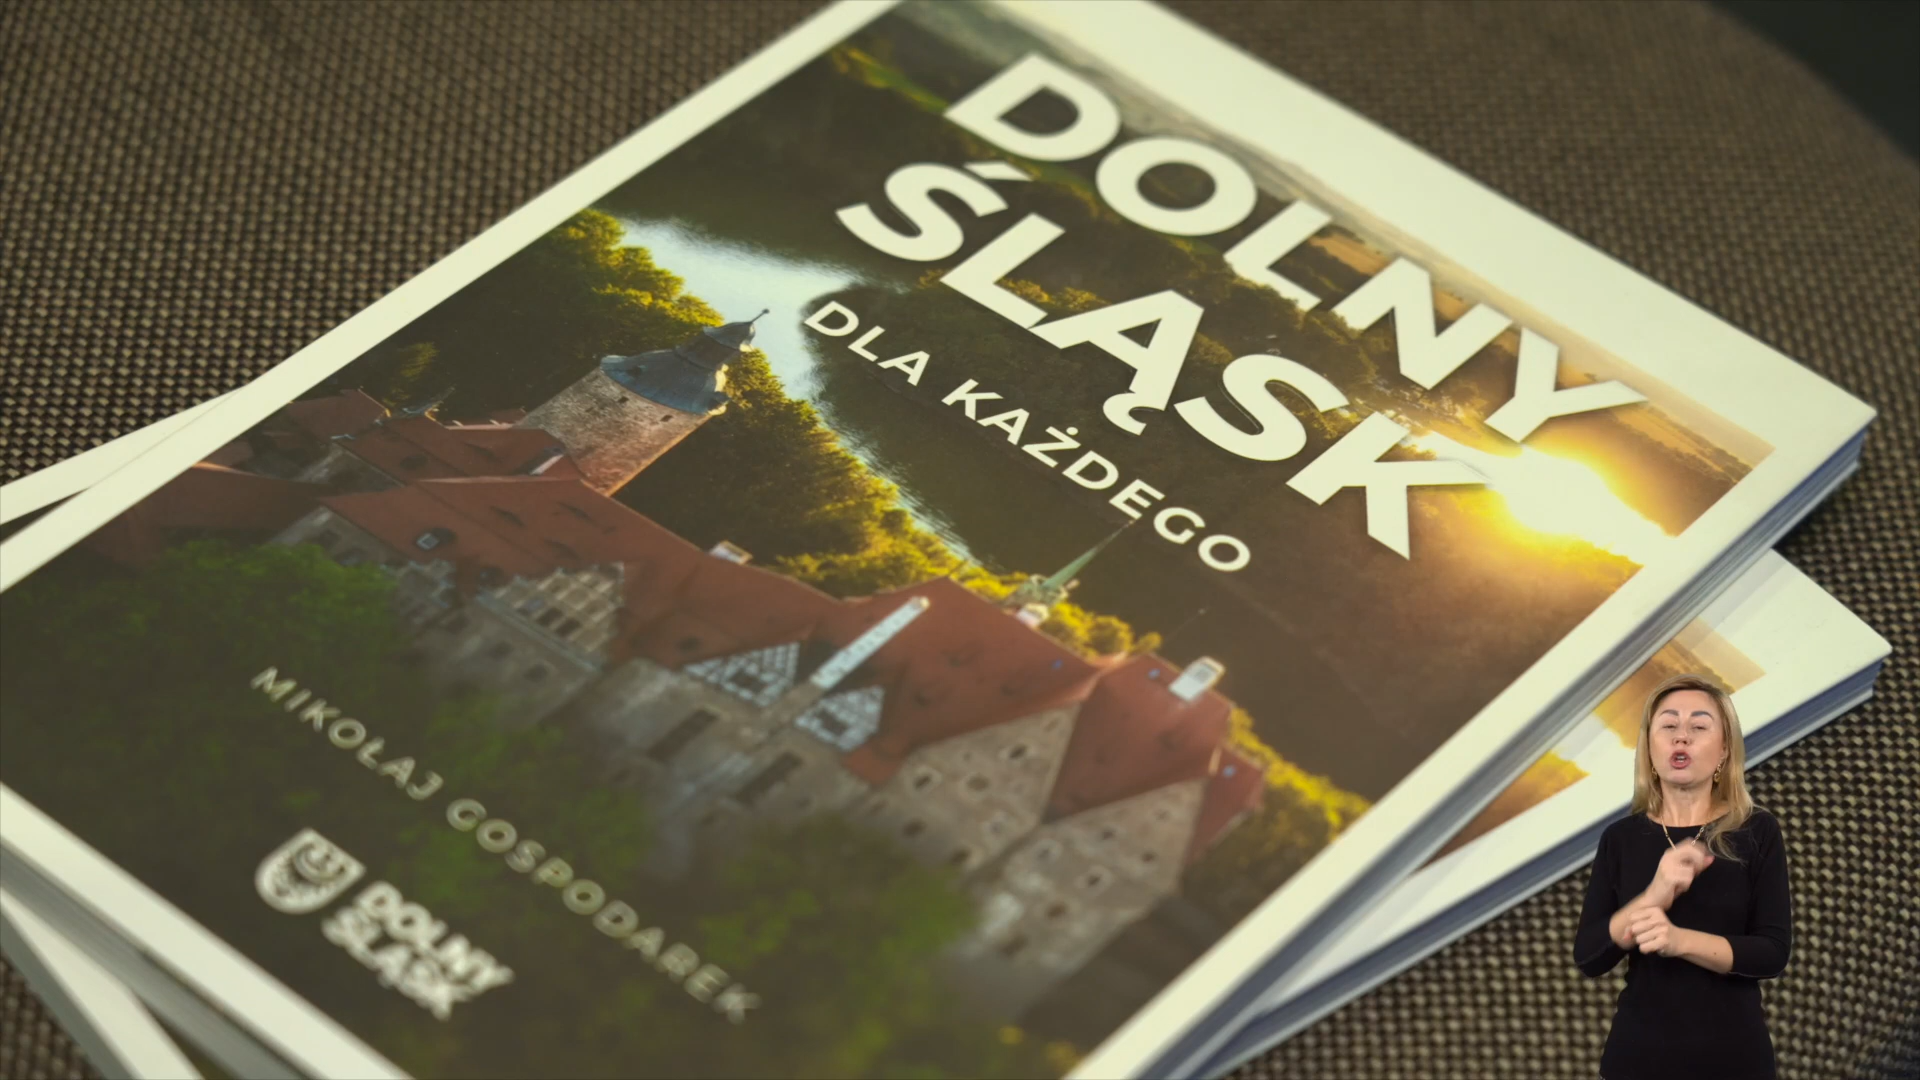 DOLNY
ŚLĄSK
DLA KAŻDEGO
MIKOŁAJ GOSPODAREK
DOLNY
ŚLĄSK